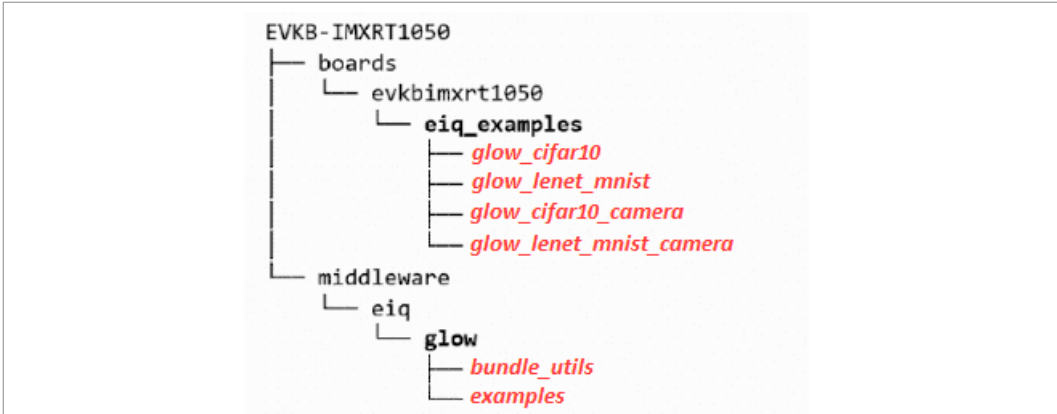 EVKB-IMXRT1050
boards
evkbimxrt1050
eiq_examples
glow_cifar10
glow_lenet_mnist
glow_cifar10_camera
glow_lenet_mnist_camera
middleware
eiq
glow
bundle_utils
examples